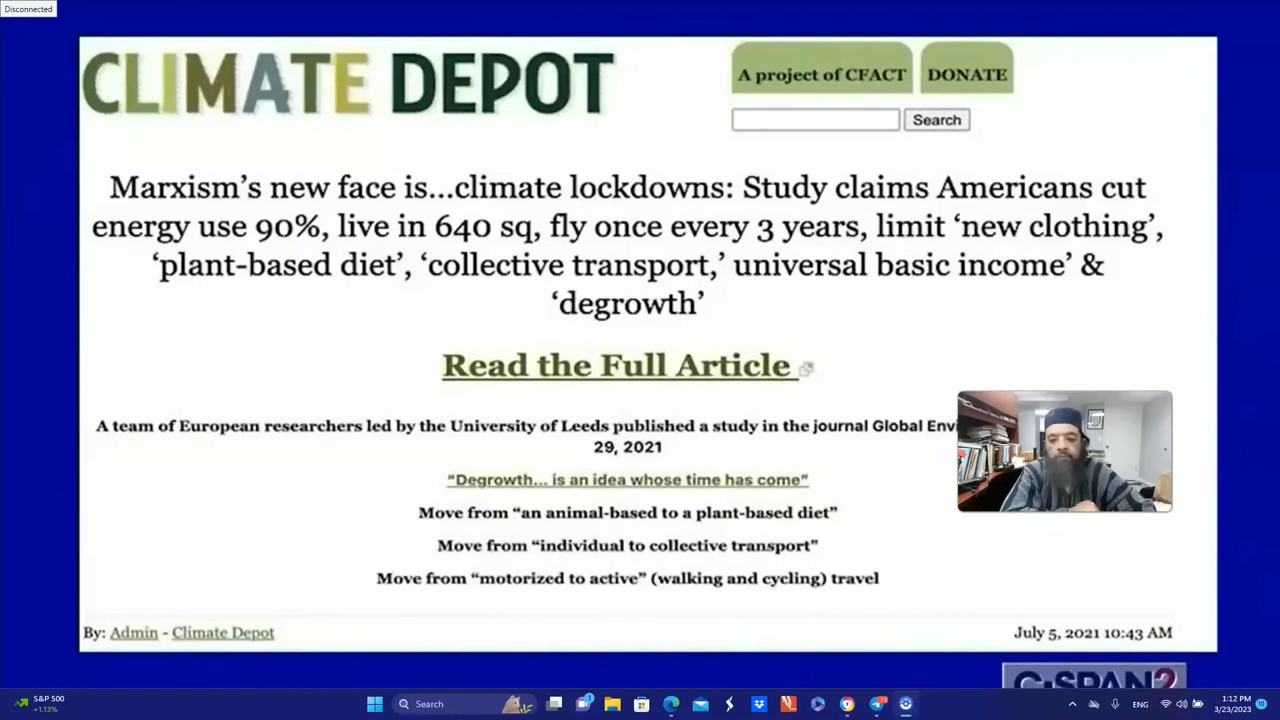 Disconnected
CLIMATE DEPOT
A project of CFACT
DONATE
Search
Marxism’s new face is...climate lockdowns: Study claims Americans cut
energy use 90%, live in 640 sq, fly once every 3 years, limit ‘new clothing’,
‘plant-based diet’, ‘collective transport,’ universal basic income’ &
‘degrowth’
Read the Full Article
A team of European researchers led by the University of Leeds published a study in the journal Global Envi
29, 2021
“Degrowth... is an idea whose time has come”
Move from “an animal-based to a plant-based diet”
Move from “individual to collective transport”
Move from “motorized to active” (walking and cycling) travel
By: Admin - Climate Depot
July 5, 2021 10:43 AM
C-SPAN2
S&P 500
+1.13%
Search
ENG
1:12 PM
3/23/2023